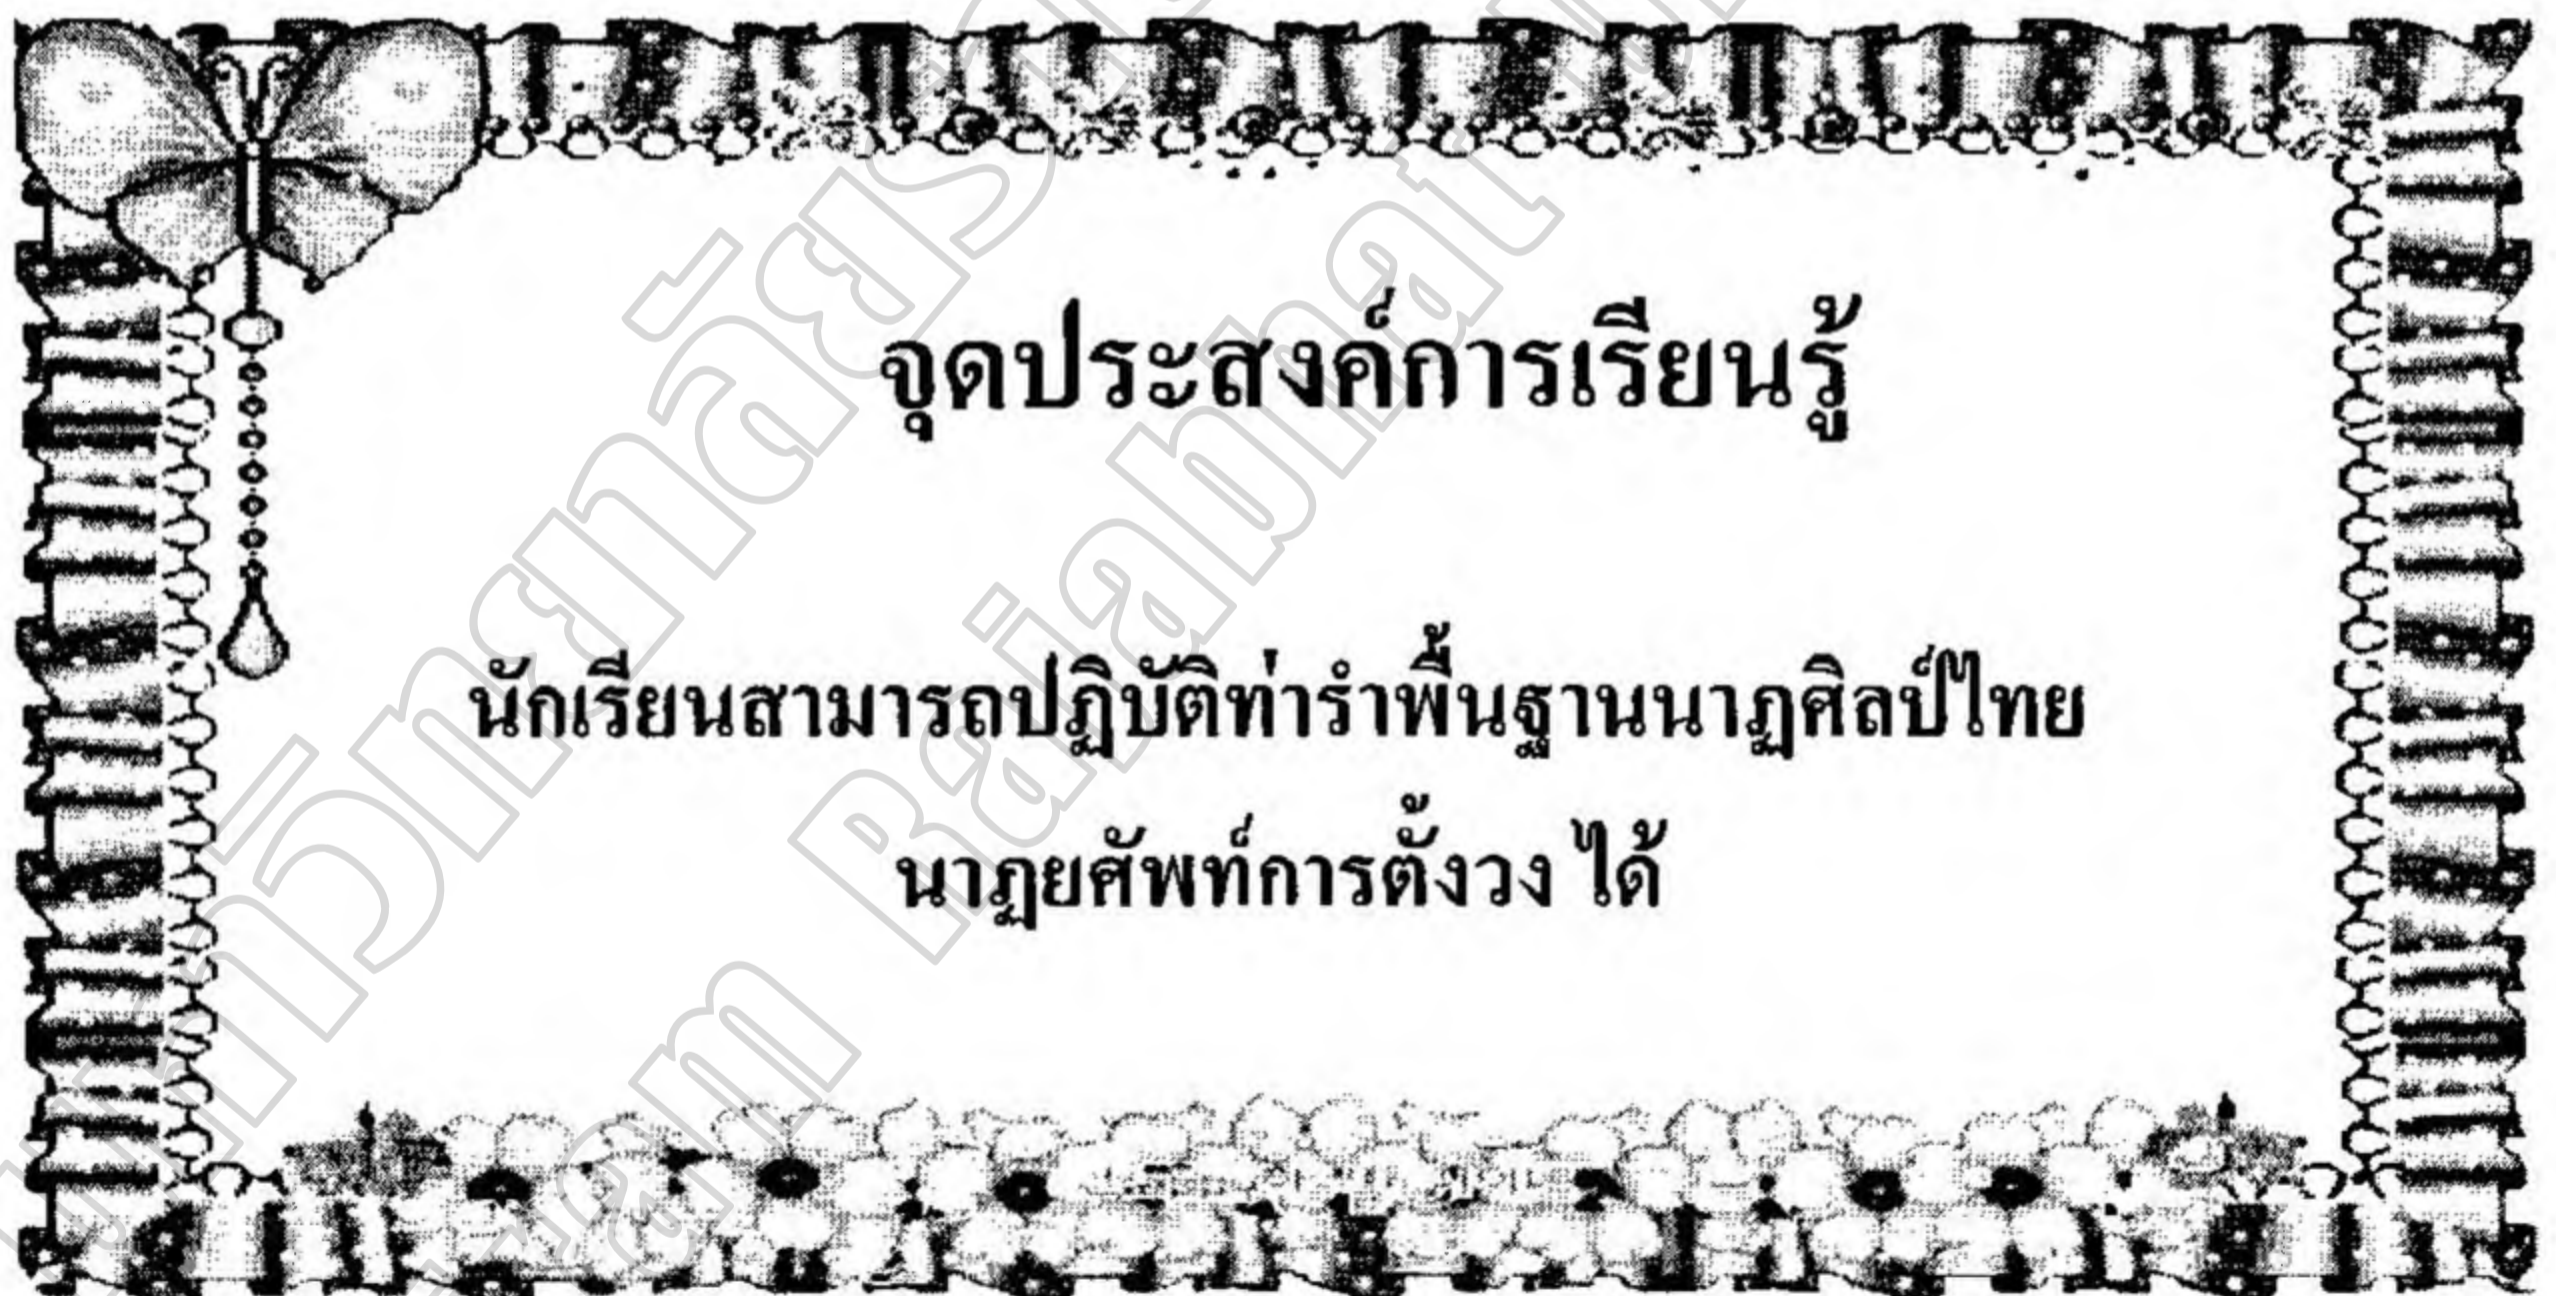 จุดประสงค์การเรียนรู้
นักเรียนสามารถปฏิบัติท่ารำพื้นฐานนาฏศิลป์ไทย
นาฏยศัพท์การตั้งวง ได้
Rajabhat